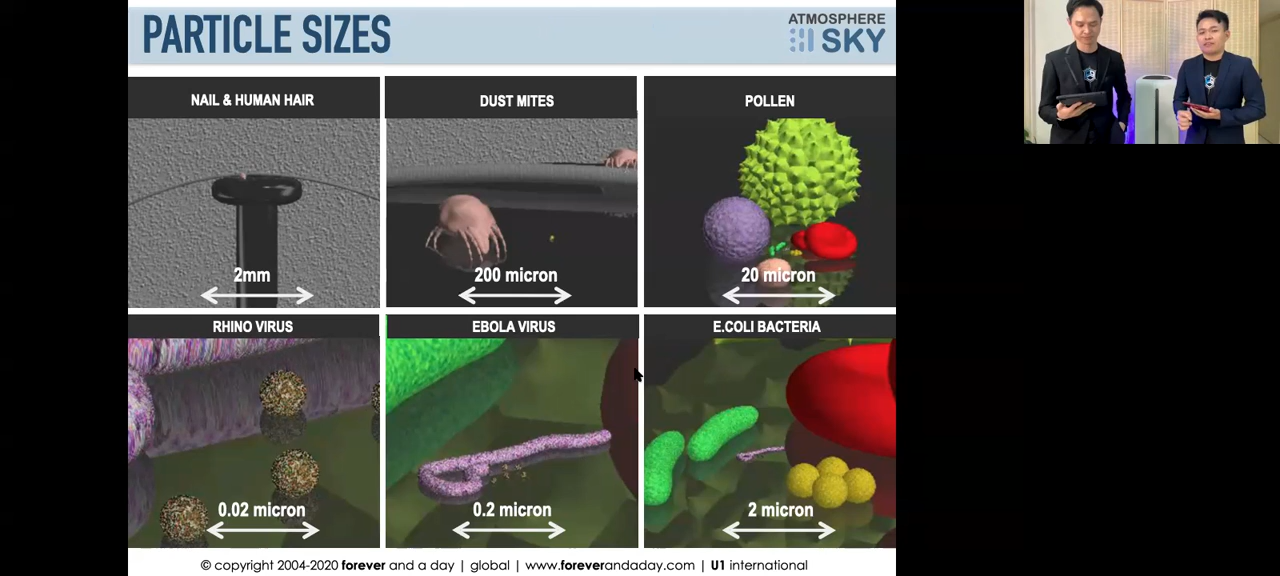 PARTICLE SIZES
ATMOSPHERE
SKY
NAIL & HUMAN HAIR
DUST MITES
POLLEN
2mm
200 micron
20 micron
RHINO VIRUS
EBOLA VIRUS
E.COLI BACTERIA
0.02 micron
0.2 micron
2 micron
© copyright 2004-2020 forever and a day | global | www.foreverandaday.com | U1 international